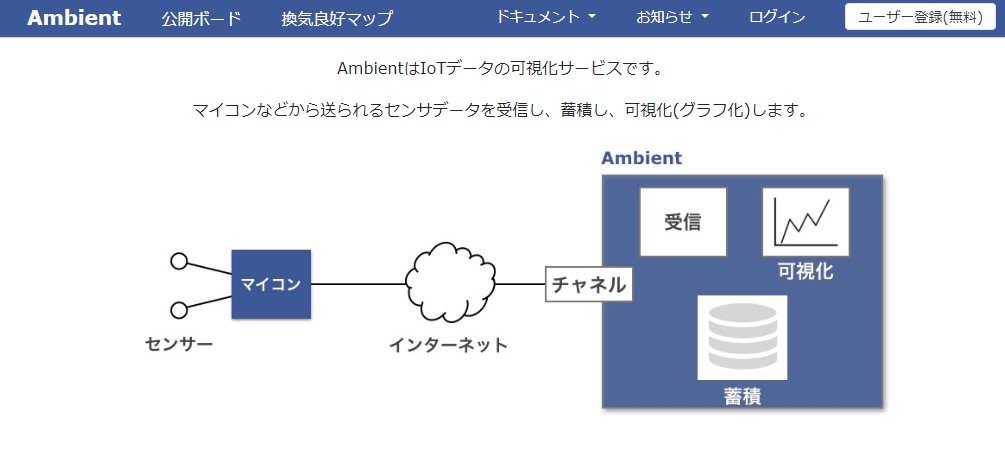 Ambient 公開ボード 換気良好マップ ドキュメント お知らせ ログイン ユーザー登録(無料)
AmbientはIoTデータの可視化サービスです。
マイコンなどから送られるセンサデータを受信し、蓄積し、可視化(グラフ化)します。
Ambient
受信
可視化
マイコン
チャネル
センサー
インターネット
蓄積